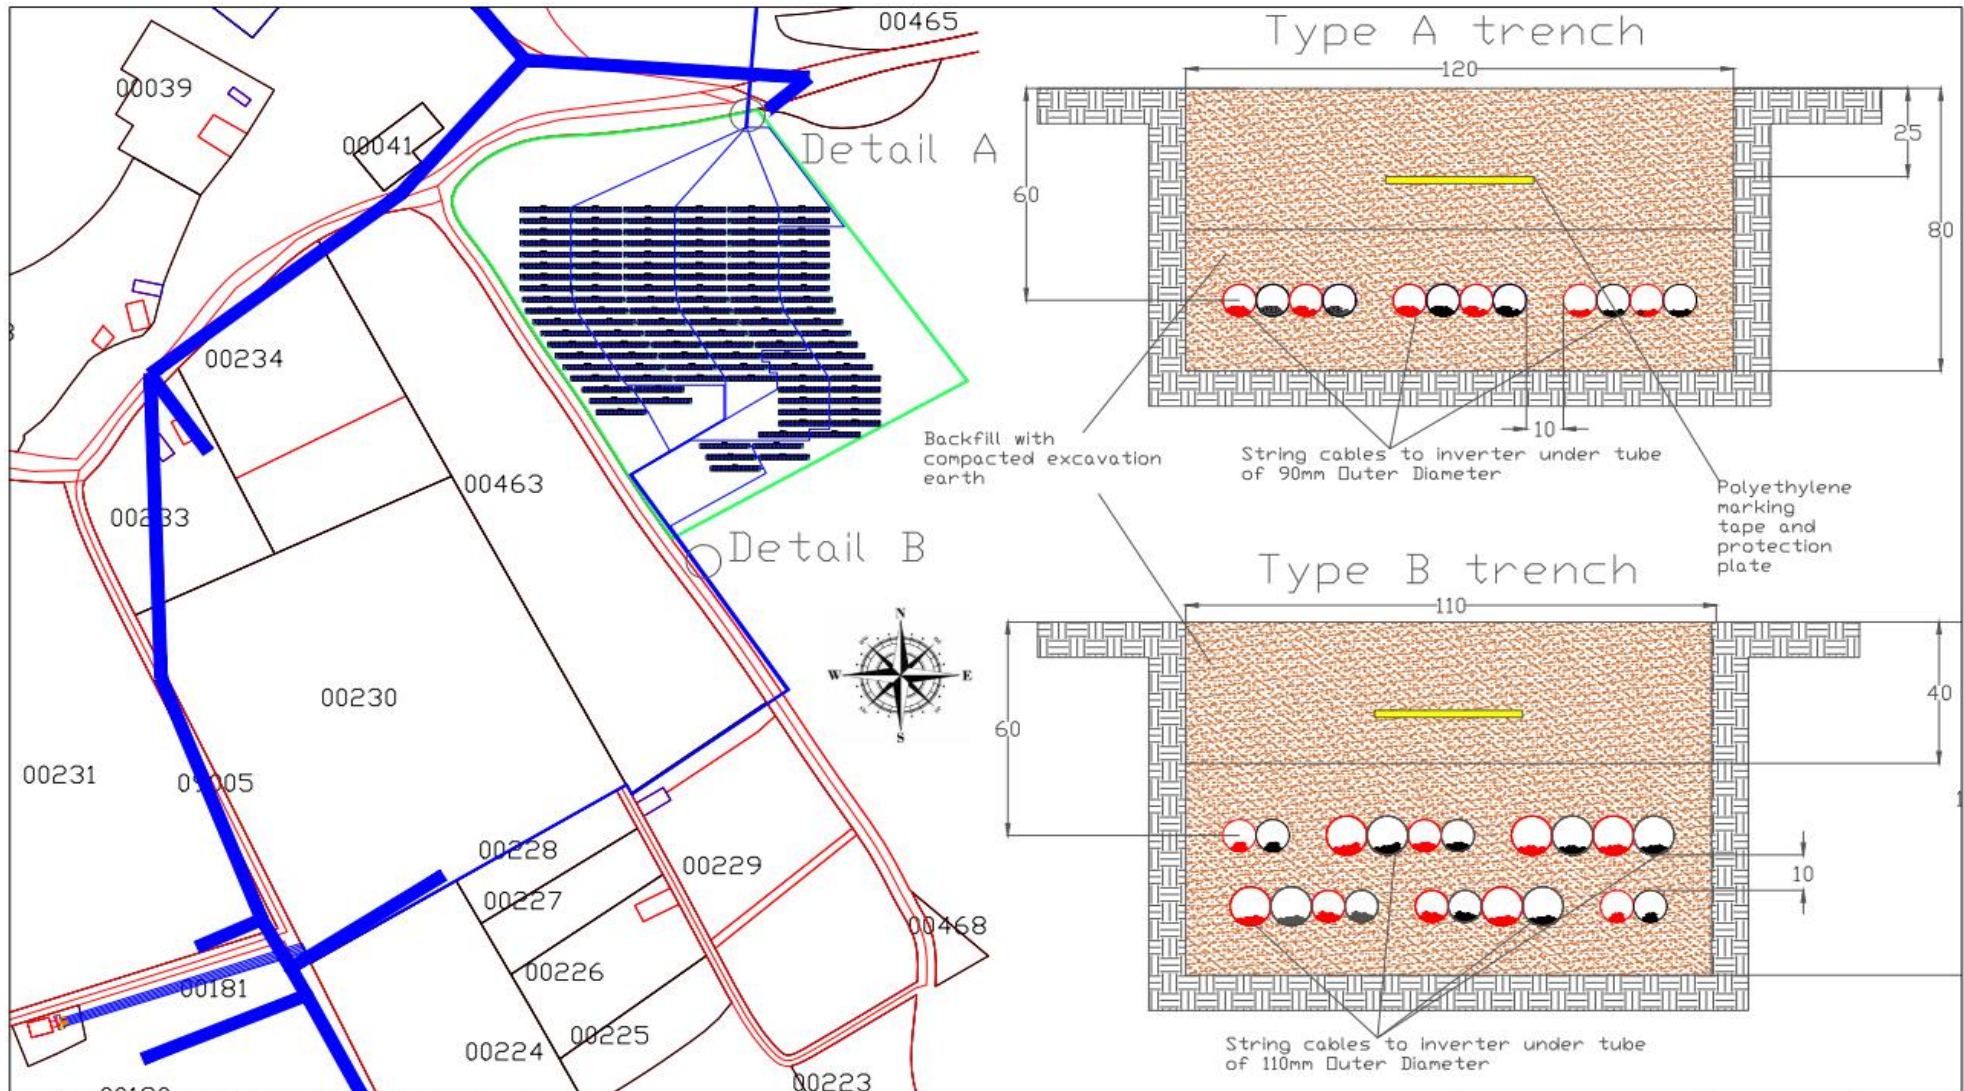 00465
00039
00041
Detail A
00234
00463
00233
Detail B
00230
N
W
E
S
00231
09005
00228
00229
00227
00468
00226
00181
00225
00224
00223
Type A trench
120
25
60
80
10
Backfill with
compacted excavation
earth
String cables to inverter under tube
of 90mm Outer Diameter
Polyethylene
marking
tape and
protection
plate
Type B trench
110
40
60
10
String cables to inverter under tube
of 110mm Outer Diameter